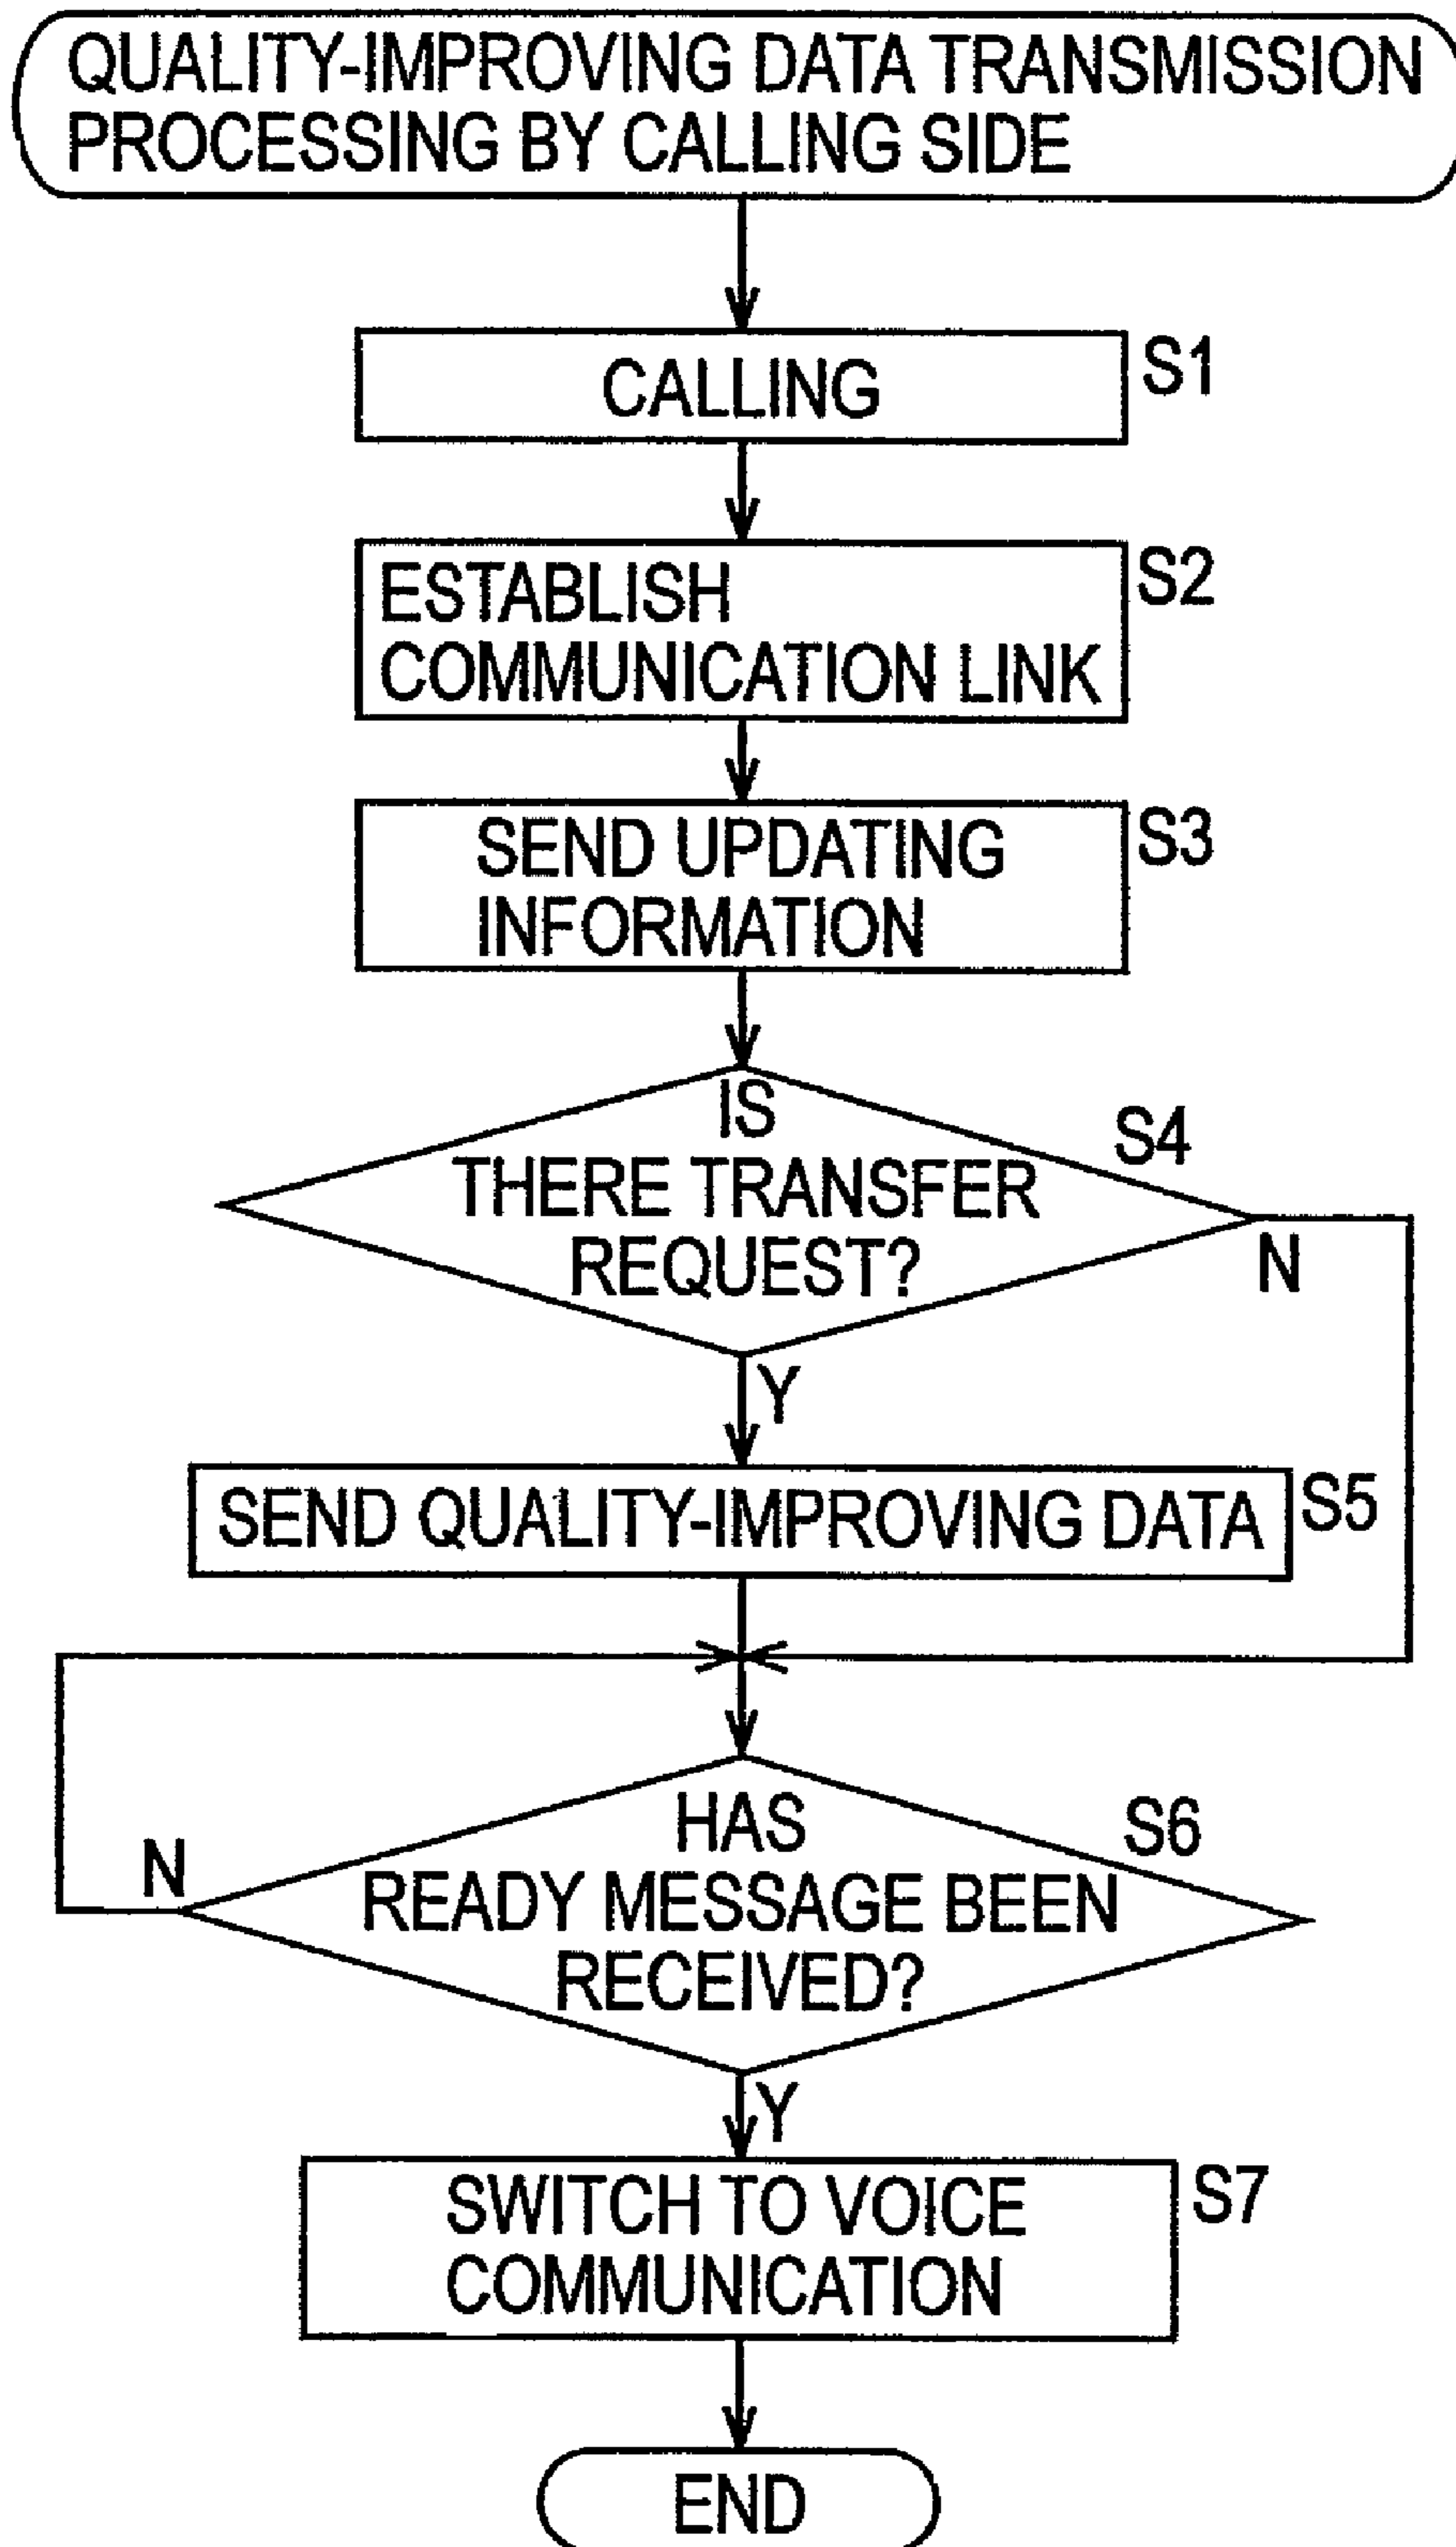 QUALITY-IMPROVING DATA TRANSMISSION
PROCESSING BY CALLING SIDE
CALLING
S1
ESTABLISH
COMMUNICATION LINK
S2
SEND UPDATING
INFORMATION
S3
IS
THERE TRANSFER
REQUEST?
S4
N
Y
SEND QUALITY-IMPROVING DATA
S5
HAS
READY MESSAGE BEEN
RECEIVED?
S6
N
Y
SWITCH TO VOICE
COMMUNICATION
S7
END